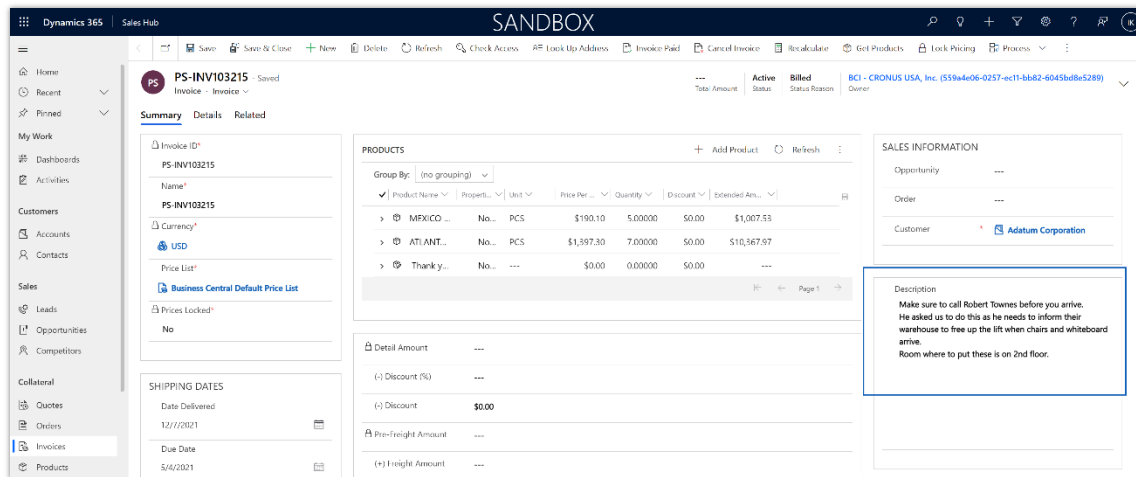 Dynamics 365 Sales Hub
SANDBOX
Save Save & Close New Delete Refresh Check Access Look Up Address Invoice Paid Cancel Invoice Recalculate Get Products Lock Pricing Process
Home
Recent
Pinned
My Work
Dashboards
Activities
Customers
Accounts
Contacts
Sales
Leads
Opportunities
Competitors
Collateral
Quotes
Orders
Invoices
Products
PS
PS-INV103215 - Saved
Invoice · Invoice
---
Total Amount
Active
Status
Billed
Status Reason
BCI - CRONUS USA, Inc. (559a4e06-0257-ec11-bb82-6045bd8e5289)
Owner
IK
Summary Details Related
Invoice ID*
PS-INV103215
Name*
PS-INV103215
Currency*
USD
Price List*
Business Central Default Price List
Prices Locked*
No
SHIPPING DATES
Date Delivered
12/7/2021
Due Date
5/4/2021
PRODUCTS + Add Product Refresh
Group By: (no grouping)
Product Name Properti... Unit Price Per ... Quantity Discount Extended Am...
MEXICO ... No... PCS $190.10 5.00000 $0.00 $1,007.53
ATLANT... No... PCS $1,397.30 7.00000 $0.00 $10,367.97
Thank y... No... --- $0.00 0.00000 $0.00 ---
Page 1
Detail Amount ---
(-) Discount (%) ---
(-) Discount $0.00
Pre-Freight Amount ---
(+) Freight Amount ---
SALES INFORMATION
Opportunity ---
Order ---
Customer * Adatum Corporation
Description
Make sure to call Robert Townes before you arrive.
He asked us to do this as he needs to inform their
warehouse to free up the lift when chairs and whiteboard
arrive.
Room where to put these is on 2nd floor.